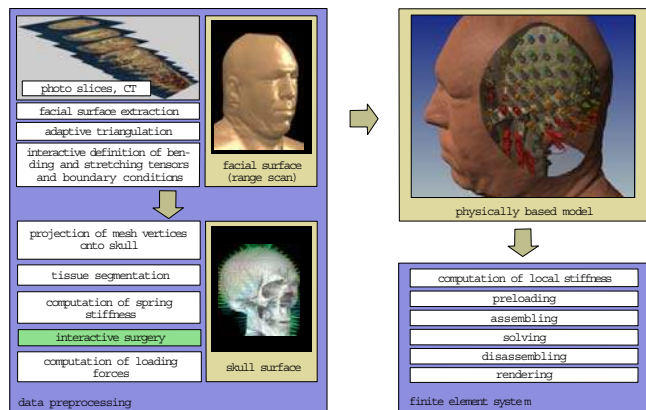 photo slices, CT
facial surface extraction
adaptive triangulation
interactive definition of ben-
ding and stretching tensors
and boundary conditions
facial surface
(range scan)
projection of mesh vertices
onto skull
tissue segmentation
computation of spring
stiffness
interactive surgery
computation of loading
forces
skull surface
data preprocessing
physically based model
computation of local stiffness
preloading
assembling
solving
disassembling
rendering
finite element system